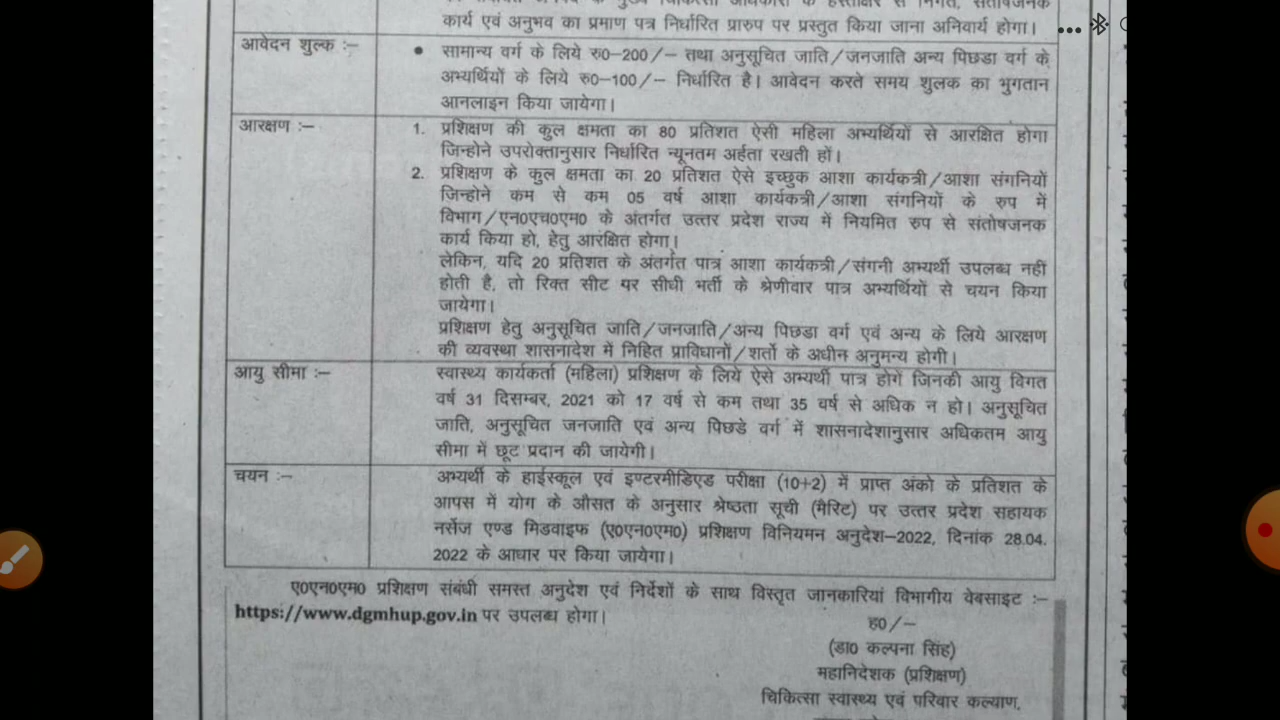 कार्य एवं अनुभव का प्रमाण पत्र निर्धारित प्रारुप पर प्रस्तुत किया जाना अनिवार्य होगा।
आवेदन शुल्क :–
• सामान्य वर्ग के लिये रु0–200/– तथा अनुसूचित जाति/जनजाति अन्य पिछडा वर्ग के
अभ्यर्थियों के लिये रु0–100/– निर्धारित है। आवेदन करते समय शुलक का भुगतान
आनलाइन किया जायेगा।
आरक्षण :–
1. प्रशिक्षण की कुल क्षमता का 80 प्रतिशत ऐसी महिला अभ्यर्थियों से आरक्षित होगा
जिन्होने उपरोक्तानुसार निर्धारित न्यूनतम अर्हता रखती हों।
2. प्रशिक्षण के कुल क्षमता का 20 प्रतिशत ऐसे इच्छुक आशा कार्यकत्री/आशा संगनियों
जिन्होने कम से कम 05 वर्ष आशा कार्यकत्री/आशा संगनियों के रुप में
विभाग/एन0एच0एम0 के अंतर्गत उत्तर प्रदेश राज्य में नियमित रुप से संतोषजनक
कार्य किया हो, हेतु आरक्षित होगा।
लेकिन, यदि 20 प्रतिशत के अंतर्गत पात्र आशा कार्यकत्री/संगनी अभ्यर्थी उपलब्ध नहीं
होती है, तो रिक्त सीट पर सीधी भर्ती के श्रेणीवार पात्र अभ्यर्थियों से चयन किया
जायेगा।
प्रशिक्षण हेतु अनुसूचित जाति/जनजाति/अन्य पिछडा वर्ग एवं अन्य के लिये आरक्षण
की व्यवस्था शासनादेश में निहित प्राविधानों/शर्तो के अधीन अनुमन्य होगी।
आयु सीमा :–
स्वास्थ्य कार्यकर्ता (महिला) प्रशिक्षण के लिये ऐसे अभ्यर्थी पात्र होगें जिनकी आयु विगत
वर्ष 31 दिसम्बर, 2021 को 17 वर्ष से कम तथा 35 वर्ष से अधिक न हो। अनुसूचित
जाति, अनुसूचित जनजाति एवं अन्य पिछडे वर्ग में शासनादेशानुसार अधिकतम आयु
सीमा में छूट प्रदान की जायेगी।
चयन :–
अभ्यर्थी के हाईस्कूल एवं इण्टरमीडिएड परीक्षा (10+2) में प्राप्त अंको के प्रतिशत के
आपस में योग के औसत के अनुसार श्रेष्ठता सूची (मैरिट) पर उत्तर प्रदेश सहायक
नर्सेज एण्ड मिडवाइफ (ए0एन0एम0) प्रशिक्षण विनियमन अनुदेश–2022, दिनांक 28.04.
2022 के आधार पर किया जायेगा।
ए0एन0एम0 प्रशिक्षण संबंधी समस्त अनुदेश एवं निर्देशों के साथ विस्तृत जानकारियां विभागीय वेबसाइट :–
https://www.dgmhup.gov.in पर उपलब्ध होगा।
ह0/–
(डा0 कल्पना सिंह)
महानिदेशक (प्रशिक्षण)
चिकित्सा स्वास्थ्य एवं परिवार कल्याण,